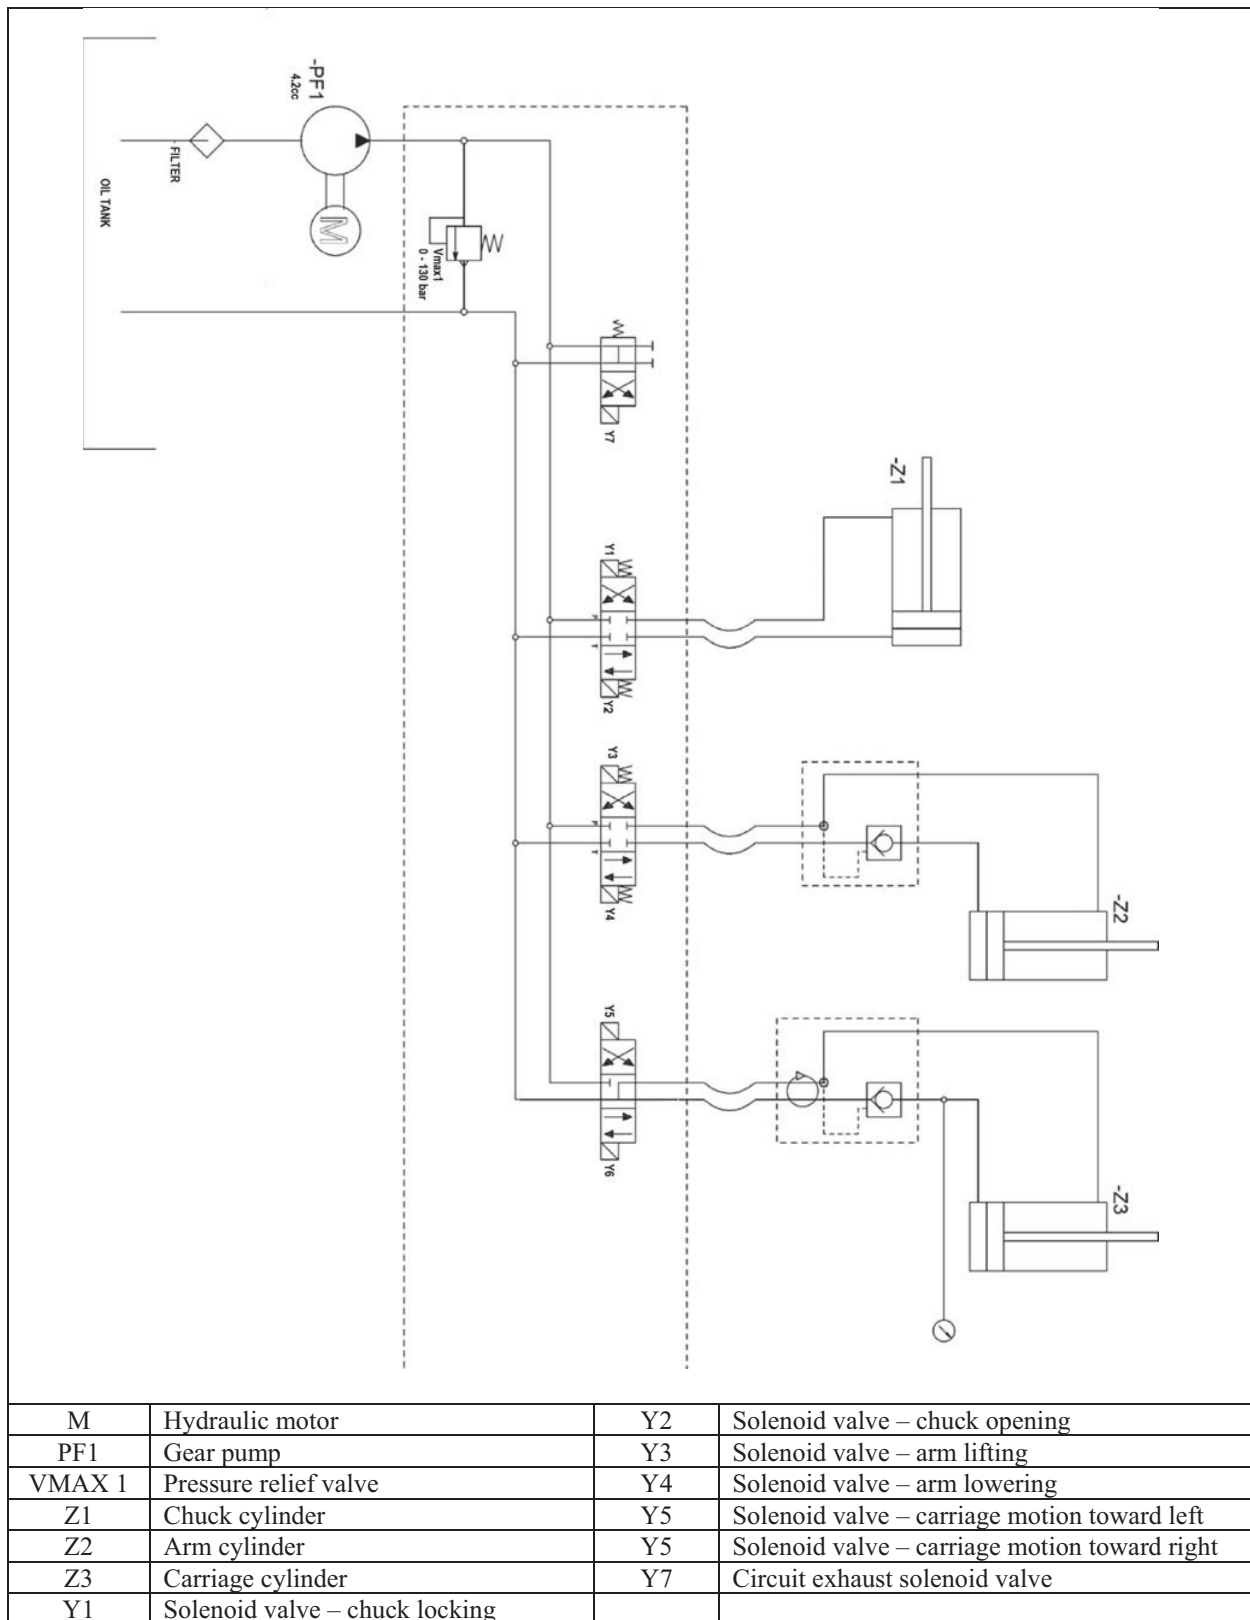 -PF1
4.2cc
- FILTER
OIL TANK
M
Vmax1
0 - 130 bar
Y7
-Z1
Y1
Y2
Y3
Y4
-Z2
Y5
Y6
-Z3
M Hydraulic motor Y2 Solenoid valve – chuck opening
PF1 Gear pump Y3 Solenoid valve – arm lifting
VMAX 1 Pressure relief valve Y4 Solenoid valve – arm lowering
Z1 Chuck cylinder Y5 Solenoid valve – carriage motion toward left
Z2 Arm cylinder Y5 Solenoid valve – carriage motion toward right
Z3 Carriage cylinder Y7 Circuit exhaust solenoid valve
Y1 Solenoid valve – chuck locking